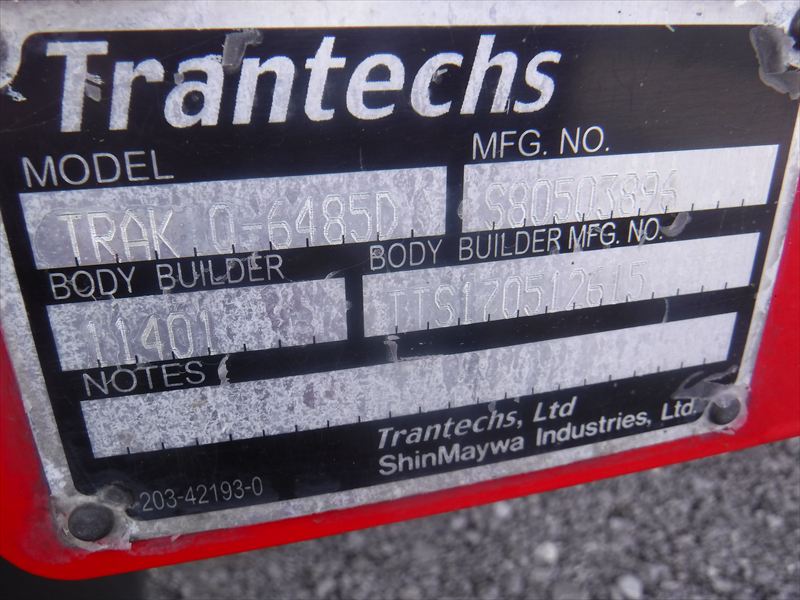 Trantechs
MODEL
MFG. NO.
TRAK 0-6485D
S80503894
BODY BUILDER
BODY BUILDER MFG. NO.
11401
TTS170512615
NOTES
Trantechs, Ltd
ShinMaywa Industries, Ltd.
203-42193-0